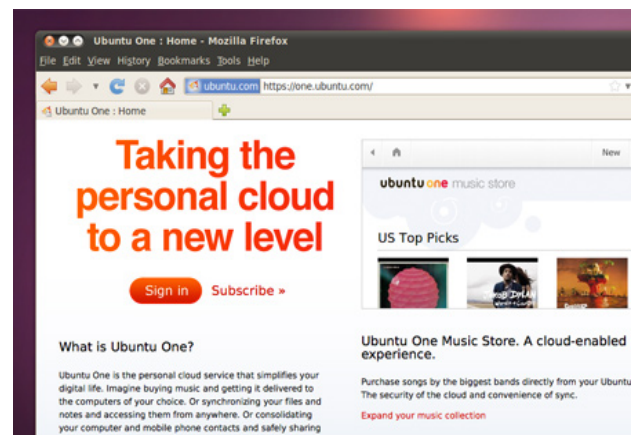 Ubuntu One : Home - Mozilla Firefox
File Edit View History Bookmarks Tools Help
ubuntu.com https://one.ubuntu.com/
Ubuntu One : Home
Taking the
personal cloud
to a new level
Sign in Subscribe »
What is Ubuntu One?
Ubuntu One is the personal cloud service that simplifies your
digital life. Imagine buying music and getting it delivered to
the computers of your choice. Or synchronizing your files and
notes and accessing them from anywhere. Or consolidating
your computer and mobile phone contacts and safely sharing
New
ubuntu one music store
US Top Picks
Ubuntu One Music Store. A cloud-enabled
experience.
Purchase songs by the biggest bands directly from your Ubuntu
The security of the cloud and convenience of sync.
Expand your music collection